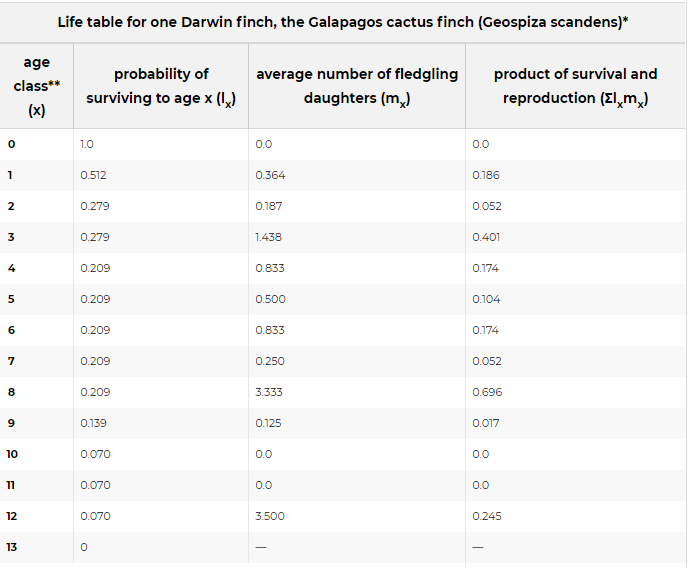 Life table for one Darwin finch, the Galapagos cactus finch (Geospiza scandens)*
age class** (x) probability of surviving to age x (lx) average number of fledgling daughters (mx) product of survival and reproduction (Σlxmx)
0 1.0 0.0 0.0
1 0.512 0.364 0.186
2 0.279 0.187 0.052
3 0.279 1.438 0.401
4 0.209 0.833 0.174
5 0.209 0.500 0.104
6 0.209 0.833 0.174
7 0.209 0.250 0.052
8 0.209 3.333 0.696
9 0.139 0.125 0.017
10 0.070 0.0 0.0
11 0.070 0.0 0.0
12 0.070 3.500 0.245
13 0 — —